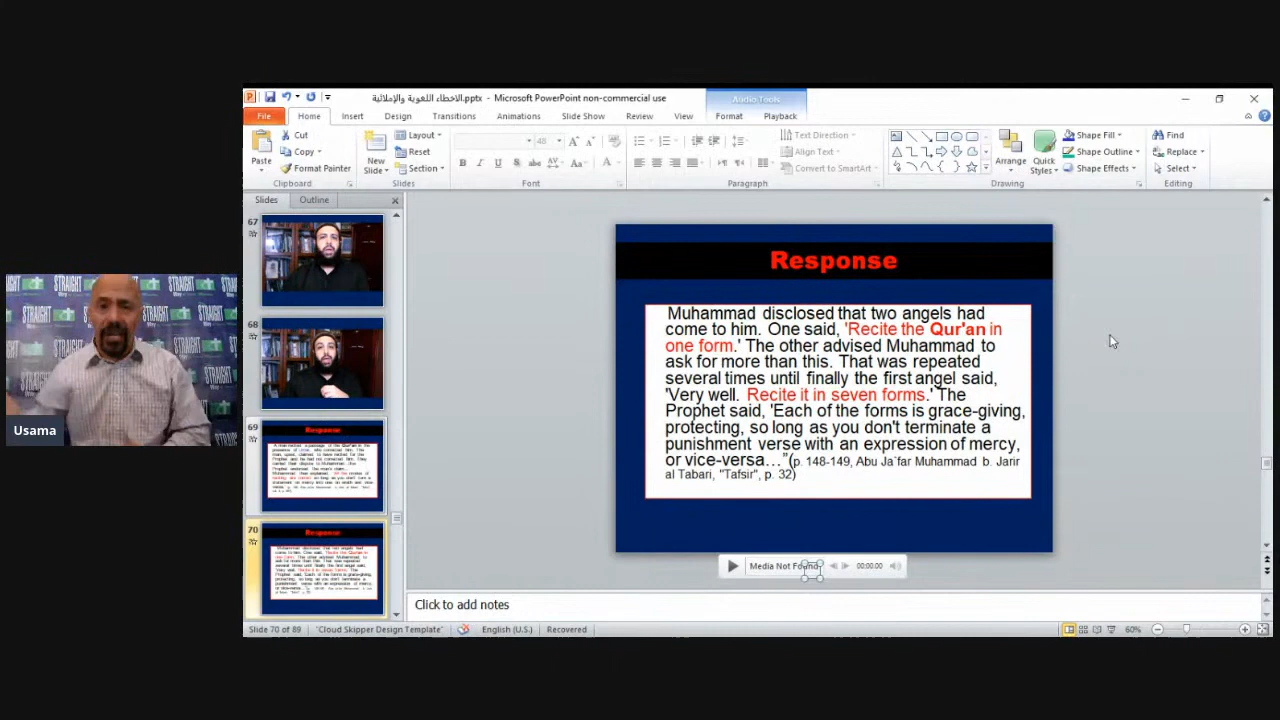 الاخطاء اللغوية والإملائية.pptx - Microsoft PowerPoint non-commercial use
Audio Tools
File Home Insert Design Transitions Animations Slide Show Review View Format Playback
Paste
Cut
Copy
Format Painter
Clipboard
New Slide
Layout
Reset
Section
Slides
48
Font
Text Direction
Align Text
Convert to SmartArt
Paragraph
Arrange
Quick Styles
Shape Fill
Shape Outline
Shape Effects
Drawing
Find
Replace
Select
Editing
Slides Outline
67
68
69
Response
70
Response
STRAIGHT
Way
Usama
Response
Muhammad disclosed that two angels had
come to him. One said, 'Recite the Qur'an in
one form.' The other advised Muhammad to
ask for more than this. That was repeated
several times until finally the first angel said,
'Very well. Recite it in seven forms.' The
Prophet said, 'Each of the forms is grace-giving,
protecting, so long as you don't terminate a
punishment verse with an expression of mercy,
or vice-versa…"(p. 148-149, Abu Ja`far Muhammad b. Jarir
al Tabari, "Tafsir", p. 32)
Media Not Found 00:00.00
Click to add notes
Slide 70 of 89 "Cloud Skipper Design Template" English (U.S.) Recovered 60%